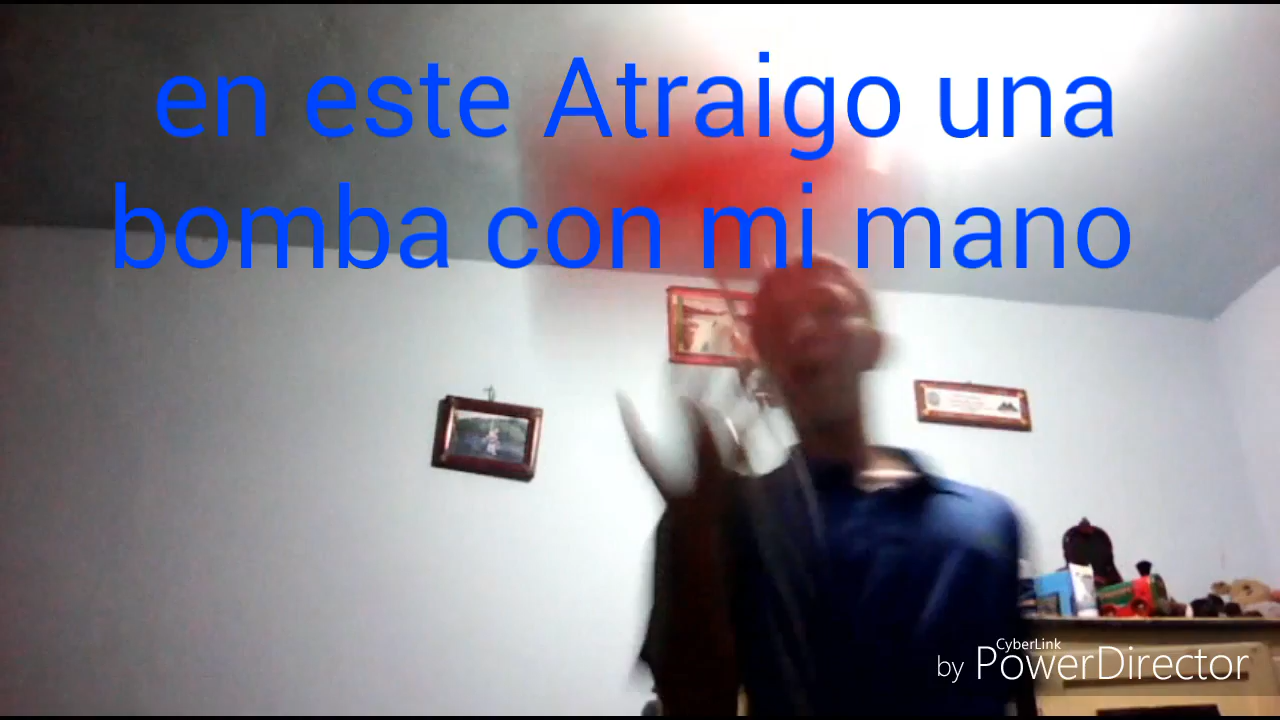 en este Atraigo una
bomba con mi mano
CyberLink
by PowerDirector